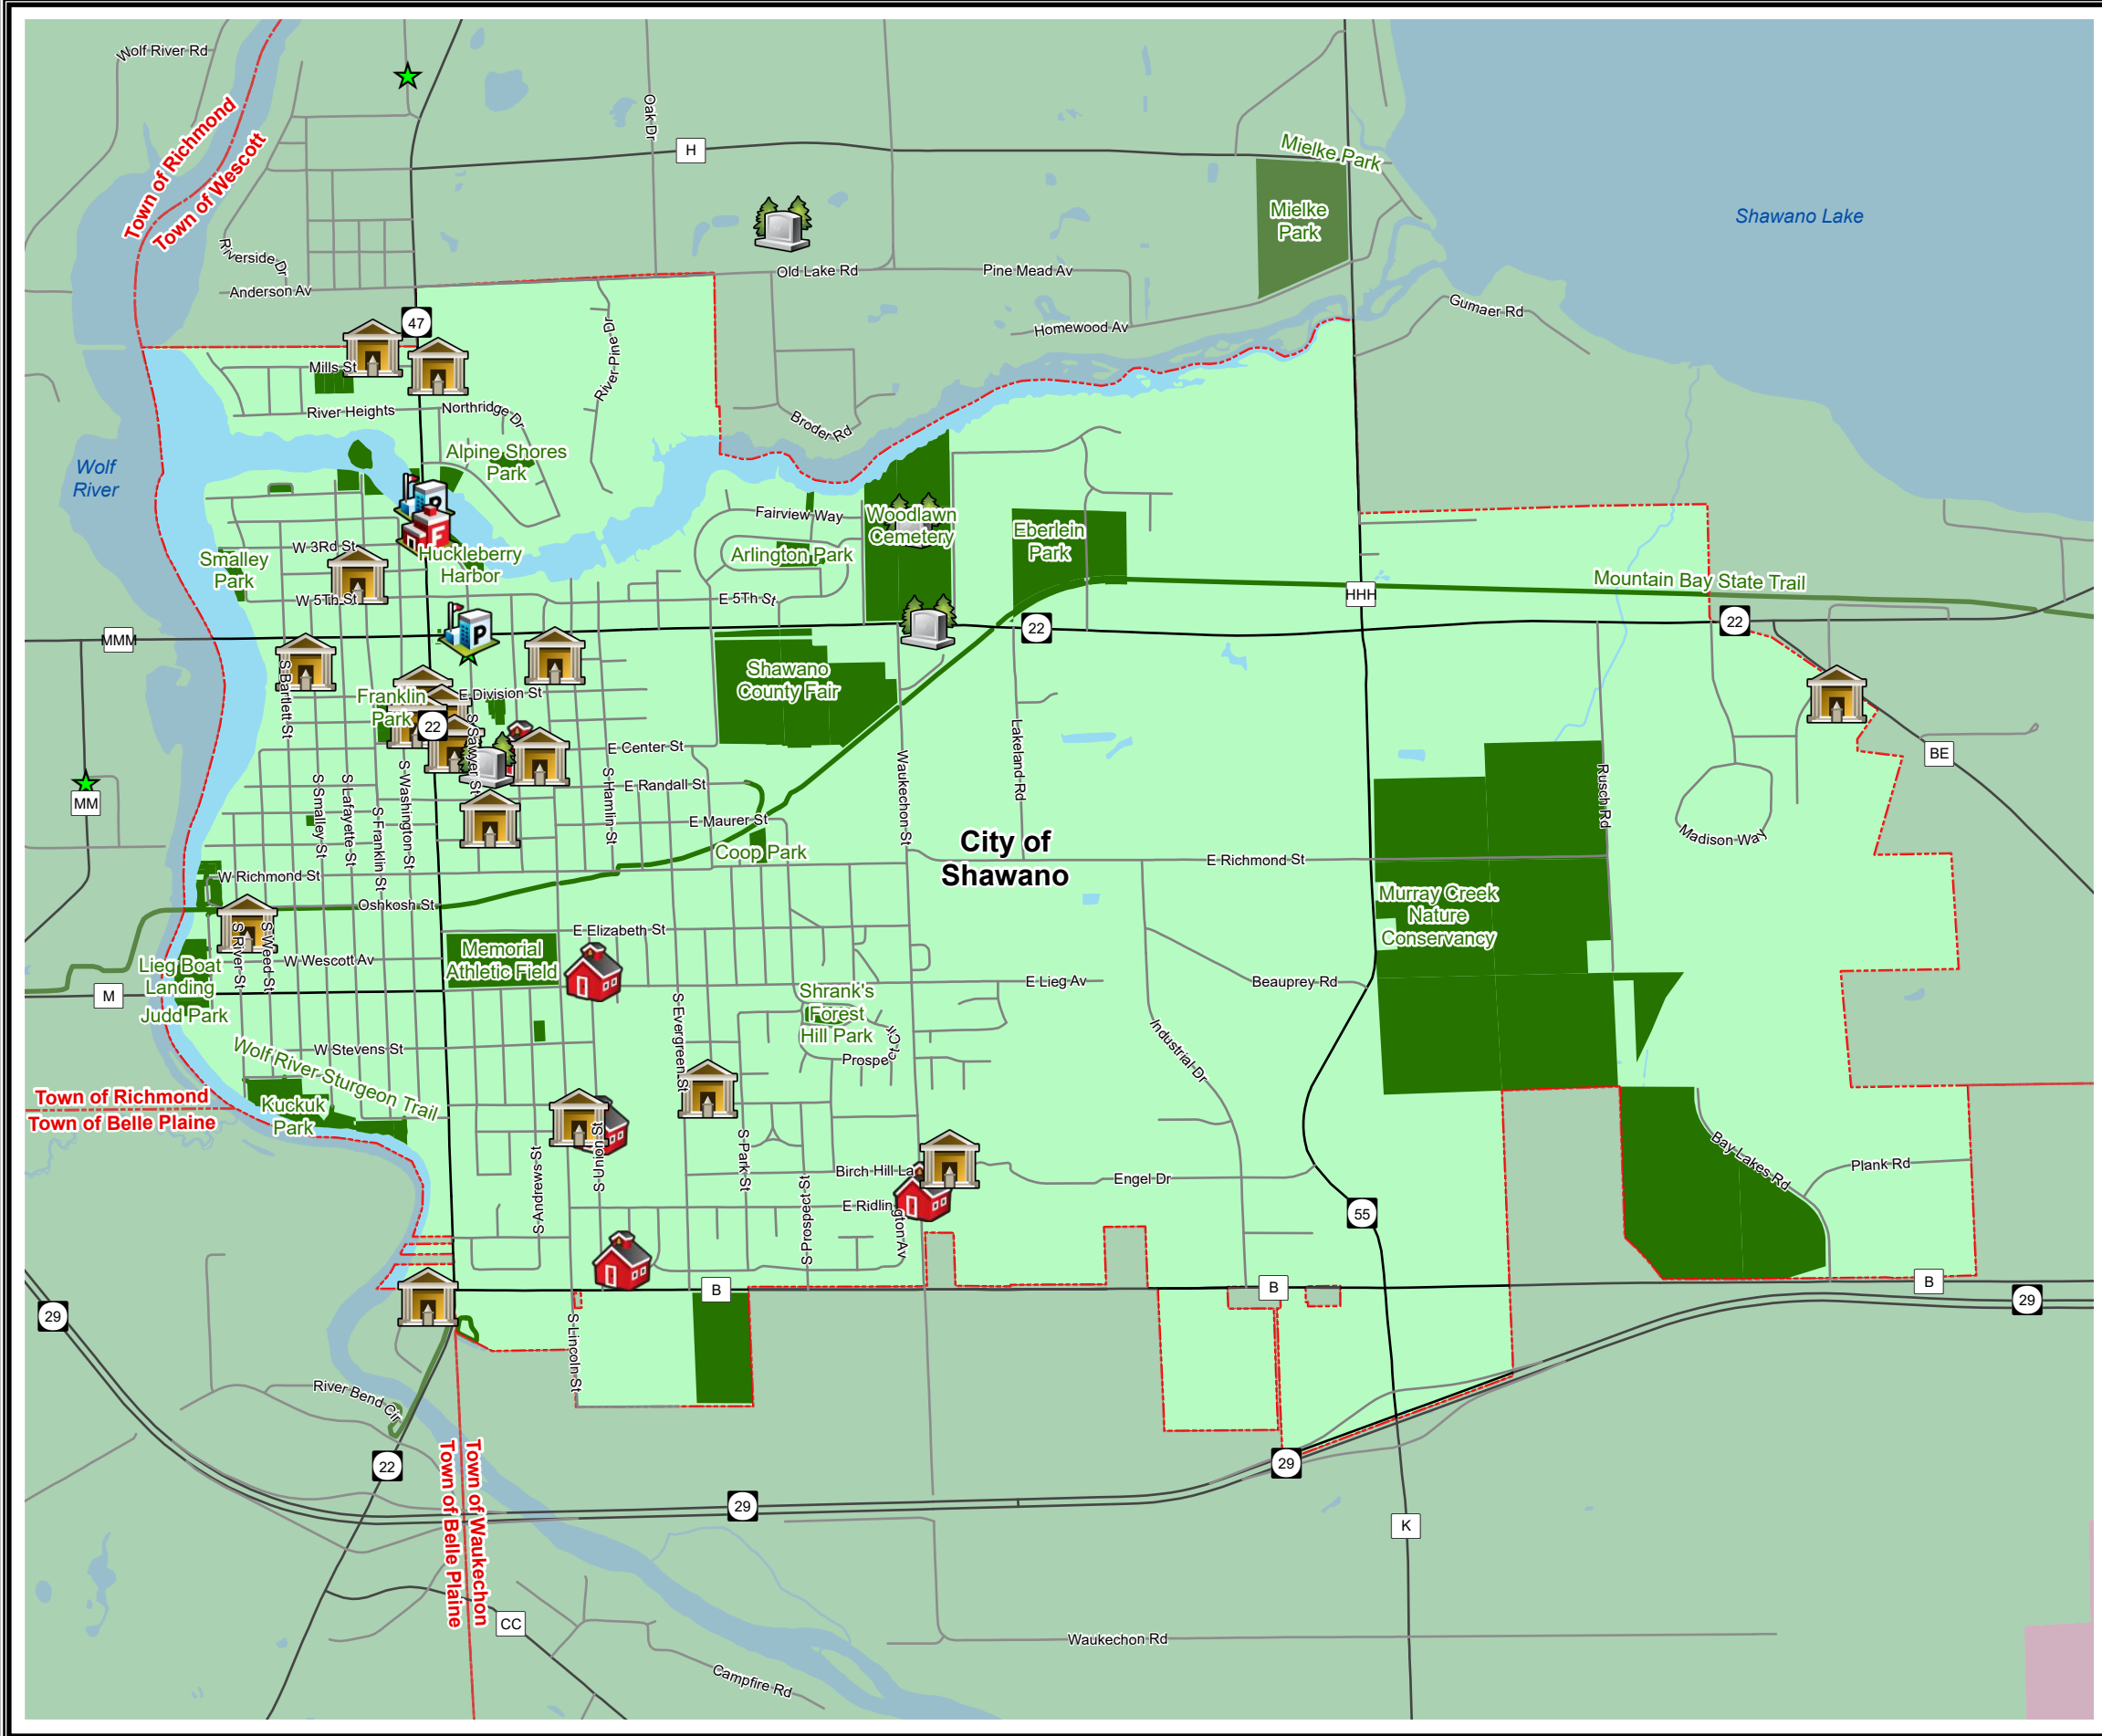 Wolf River Rd
Oak Dr
H
Mielke Park
Town of Richmond
Town of Wescott
Mielke
Park
Shawano Lake
Riverside Dr
Old Lake Rd
Pine Mead Av
Anderson Av
Gumaer Rd
47
Homewood Av
River Pine Dr
Mills St
River Heights
Northridge Dr
Broder Rd
Alpine Shores
Park
Wolf
River
P
Fairview Way
Woodlawn
Cemetery
Eberlein
Park
F
W 3Rd St
Huckleberry
Harbor
Arlington Park
Smalley
Park
Mountain Bay State Trail
W 5Th St
E 5Th St
HHH
MMM
P
22
22
Shawano
County Fair
S Bartlett St
Franklin
Park
E Division St
22
S Sawyer St
E Center St
Lakeland Rd
BE
Waukechon St
Rusch Rd
E Randall St
MM
S Smalley St
S Lafayette St
S Franklin St
S Washington St
S Hamlin St
E Maurer St
Madison Way
City of
Shawano
Coop Park
E Richmond St
W Richmond St
Murray Creek
Nature
Conservancy
Oshkosh St
S River St
S Weed St
E Elizabeth St
Memorial
Athletic Field
W Wescott Av
Lieg Boat
Landing
E Lieg Av
Beauprey Rd
M
Shrank's
Forest
Hill Park
Judd Park
S Evergreen St
Industrial Dr
W Stevens St
Prospect Cir
Wolf River Sturgeon Trail
Town of Richmond
Town of Belle Plaine
Kuckuk
Park
S Union St
S Park St
S Andrews St
Bay Lakes Rd
Plank Rd
Birch Hill La
Engel Dr
S Prospect St
E Ridlington Av
55
B
B
B
29
29
S Lincoln St
River Bend Cir
22
29
29
Town of Belle Plaine
Town of Waukechon
K
CC
Waukechon Rd
Campfire Rd